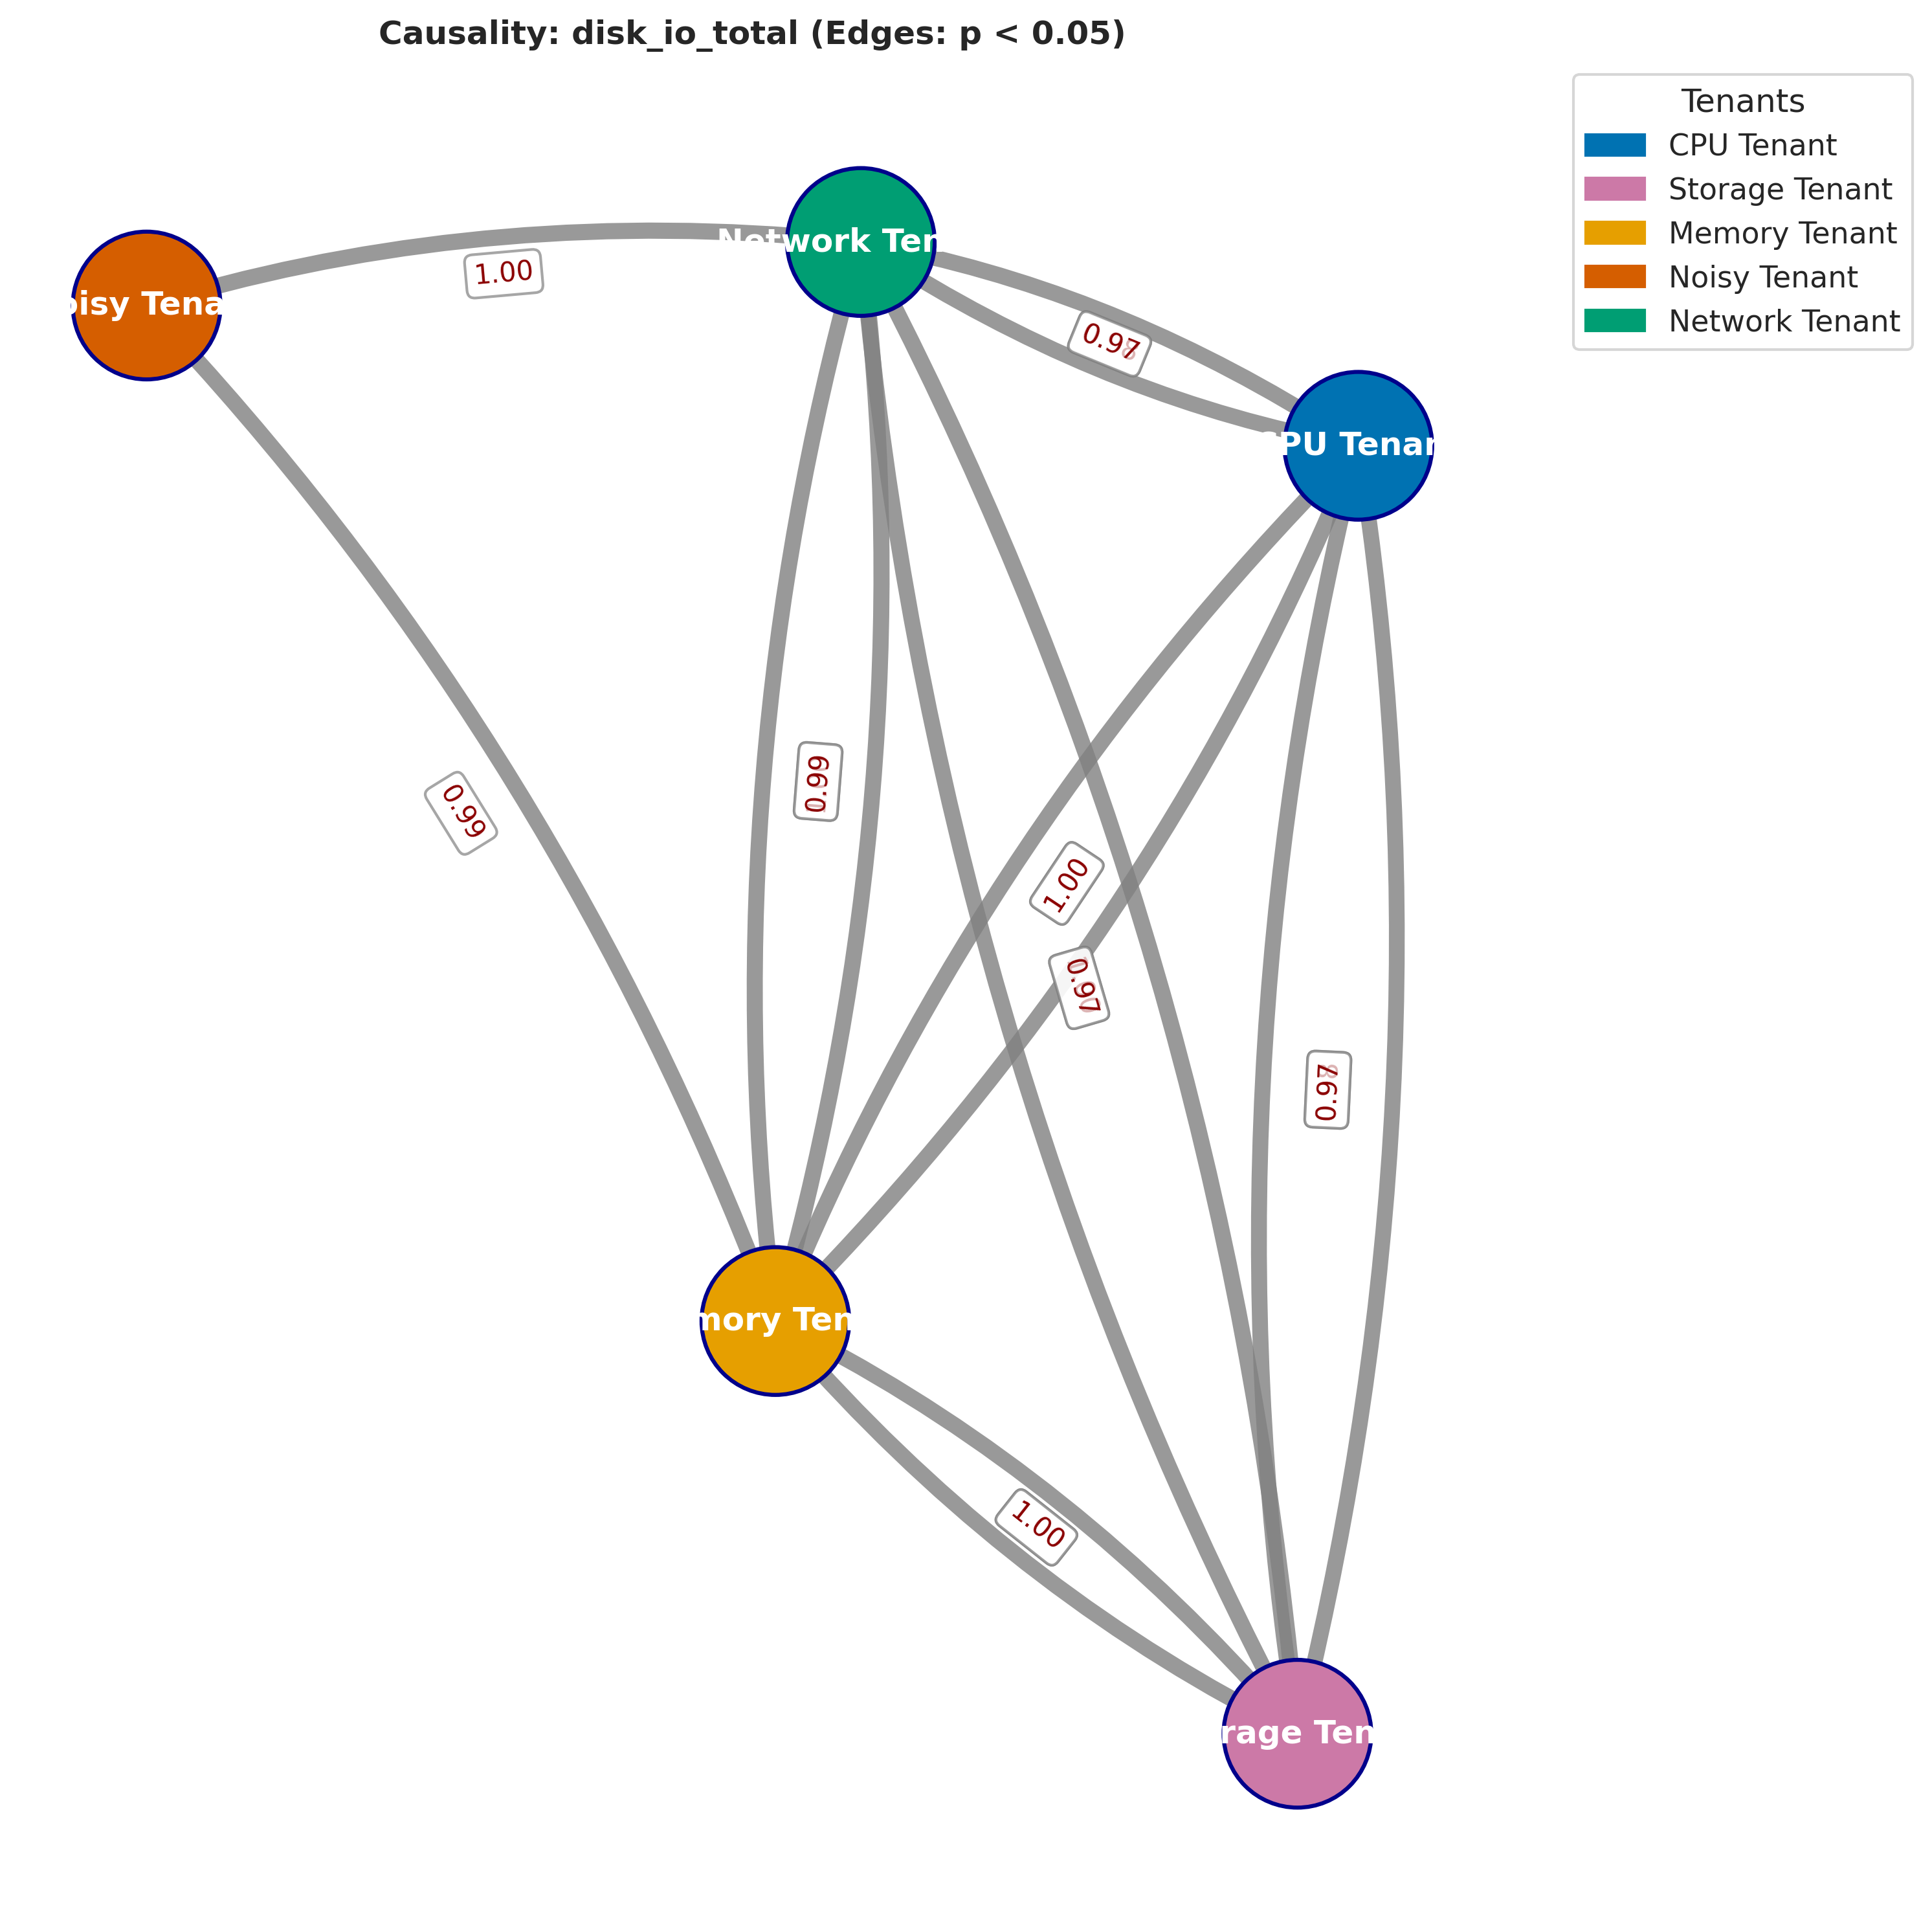 Causality: disk_io_total (Edges: p < 0.05)
Tenants
CPU Tenant
Storage Tenant
Memory Tenant
Noisy Tenant
Network Tenant
Network Ten
oisy Tena
1.00
0.97
PU Tenan
0.99
0.99
1.00
0.97
0.97
mory Ten
1.00
rage Ten